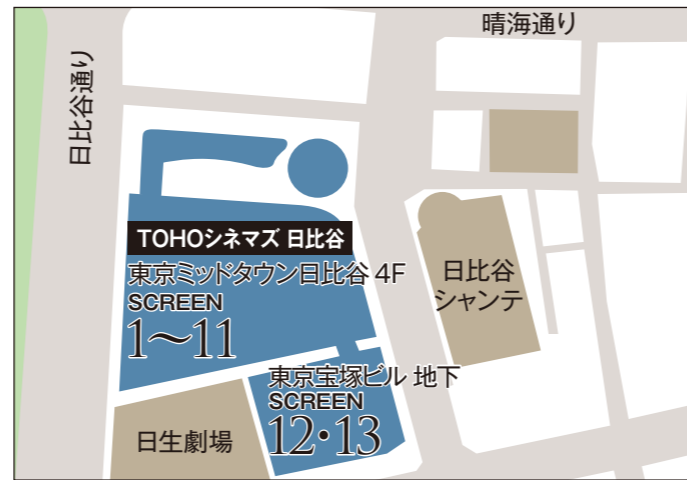 晴海通り
日比谷通り
TOHOシネマズ 日比谷
東京ミッドタウン日比谷 4F
SCREEN
1〜11
日比谷
シャンテ
東京宝塚ビル 地下
SCREEN
12・13
日生劇場